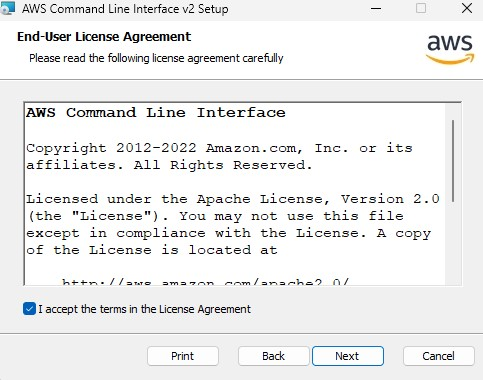 AWS Command Line Interface v2 Setup
End-User License Agreement
Please read the following license agreement carefully
aws
AWS Command Line Interface
Copyright 2012-2022 Amazon.com, Inc. or its
affiliates. All Rights Reserved.
Licensed under the Apache License, Version 2.0
(the "License"). You may not use this file
except in compliance with the License. A copy
of the License is located at
http://aws.amazon.com/apache2.0/
I accept the terms in the License Agreement
Print
Back
Next
Cancel